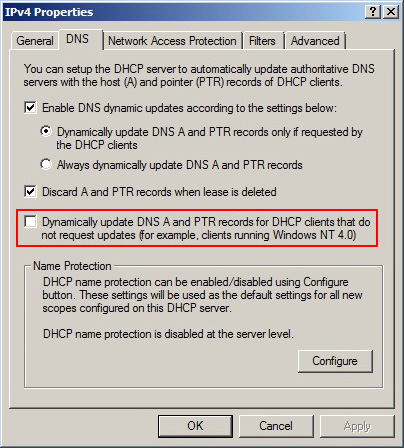 IPv4 Properties
General
DNS
Network Access Protection
Filters
Advanced
You can setup the DHCP server to automatically update authoritative DNS
servers with the host (A) and pointer (PTR) records of DHCP clients.
Enable DNS dynamic updates according to the settings below:
Dynamically update DNS A and PTR records only if requested by
the DHCP clients
Always dynamically update DNS A and PTR records
Discard A and PTR records when lease is deleted
Dynamically update DNS A and PTR records for DHCP clients that do
not request updates (for example, clients running Windows NT 4.0)
Name Protection
DHCP name protection can be enabled/disabled using Configure
button. These settings will be used as the default settings for all new
scopes configured on this DHCP server.
DHCP name protection is disabled at the server level.
Configure
OK
Cancel
Apply